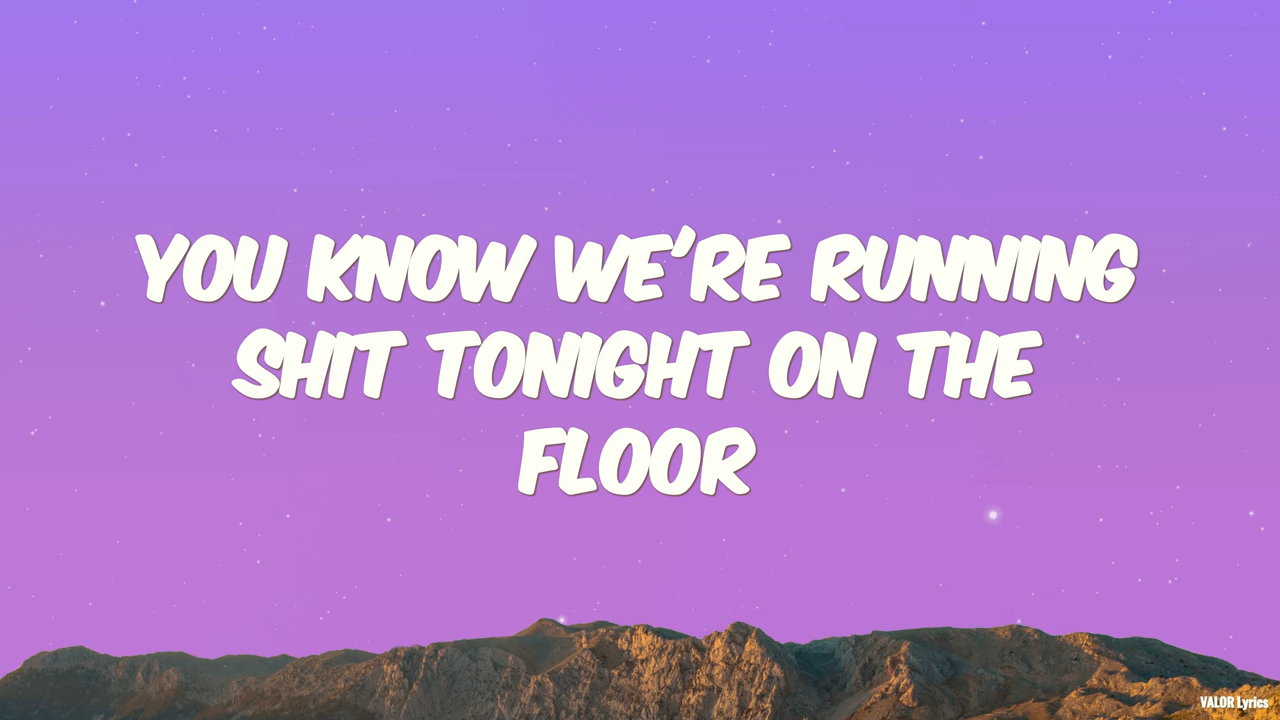 YOU KNOW WE'RE RUNNING
SHIT TONIGHT ON THE
FLOOR
VALOR Lyrics